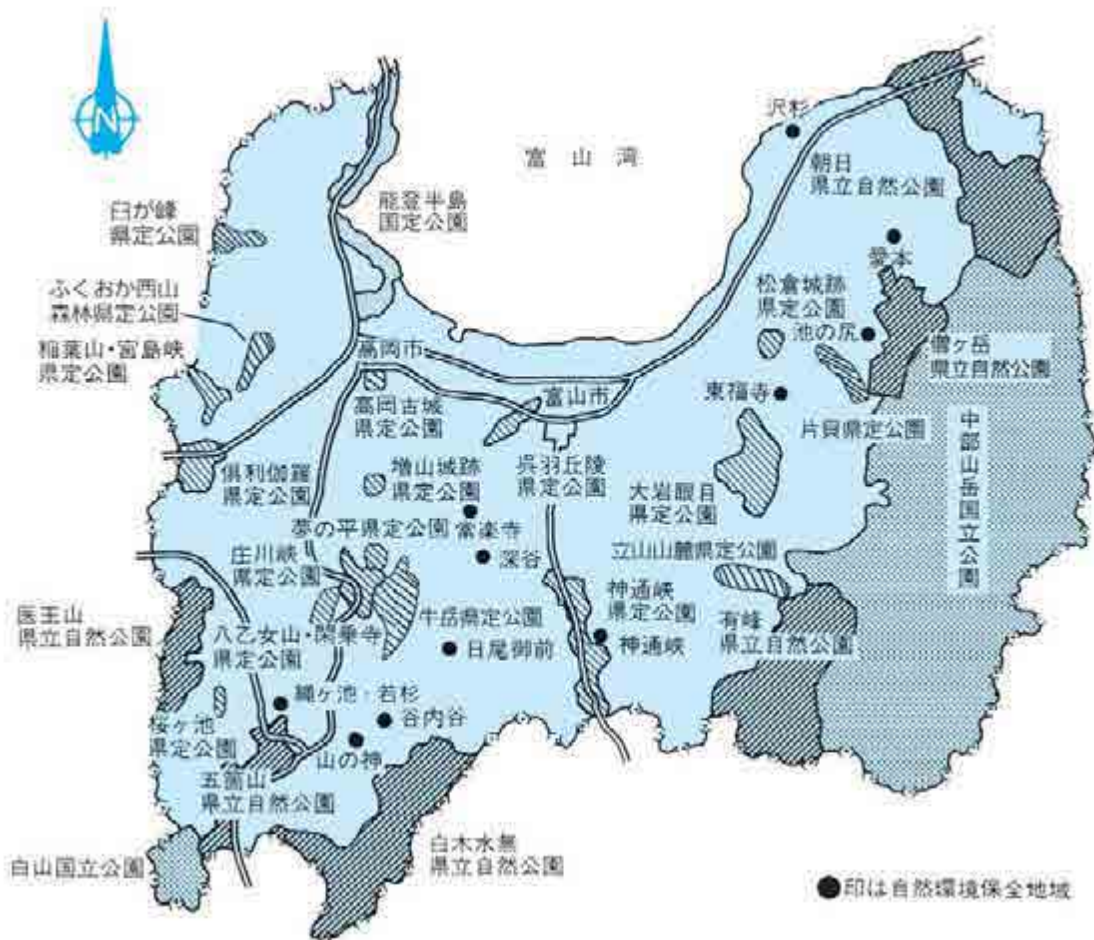 N
沢杉
富山湾
朝日
県立自然公園
能登半島
国定公園
臼が峰
県定公園
愛本
ふくおか西山
森林県定公園
松倉城跡
県定公園
池の尻
稲葉山・宮島峡
県定公園
僧ヶ岳
県立自然公園
高岡市
富山市
東福寺
高岡古城
県定公園
片貝県定公園
中部山岳国立公園
倶利伽羅
県定公園
増山城跡
県定公園
呉羽丘陵
県定公園
大岩眼目
県定公園
夢の平県定公園
常楽寺
庄川峡
県定公園
深谷
立山山麓県定公園
医王山
県立自然公園
牛岳県定公園
神通峡
県定公園
有峰
県立自然公園
八乙女山・閑乗寺
県定公園
日尾御前
神通峡
縄ヶ池・若杉
谷内谷
桜ヶ池
県定公園
山の神
五箇山
県立自然公園
白山国立公園
白木水無
県立自然公園
●印は自然環境保全地域